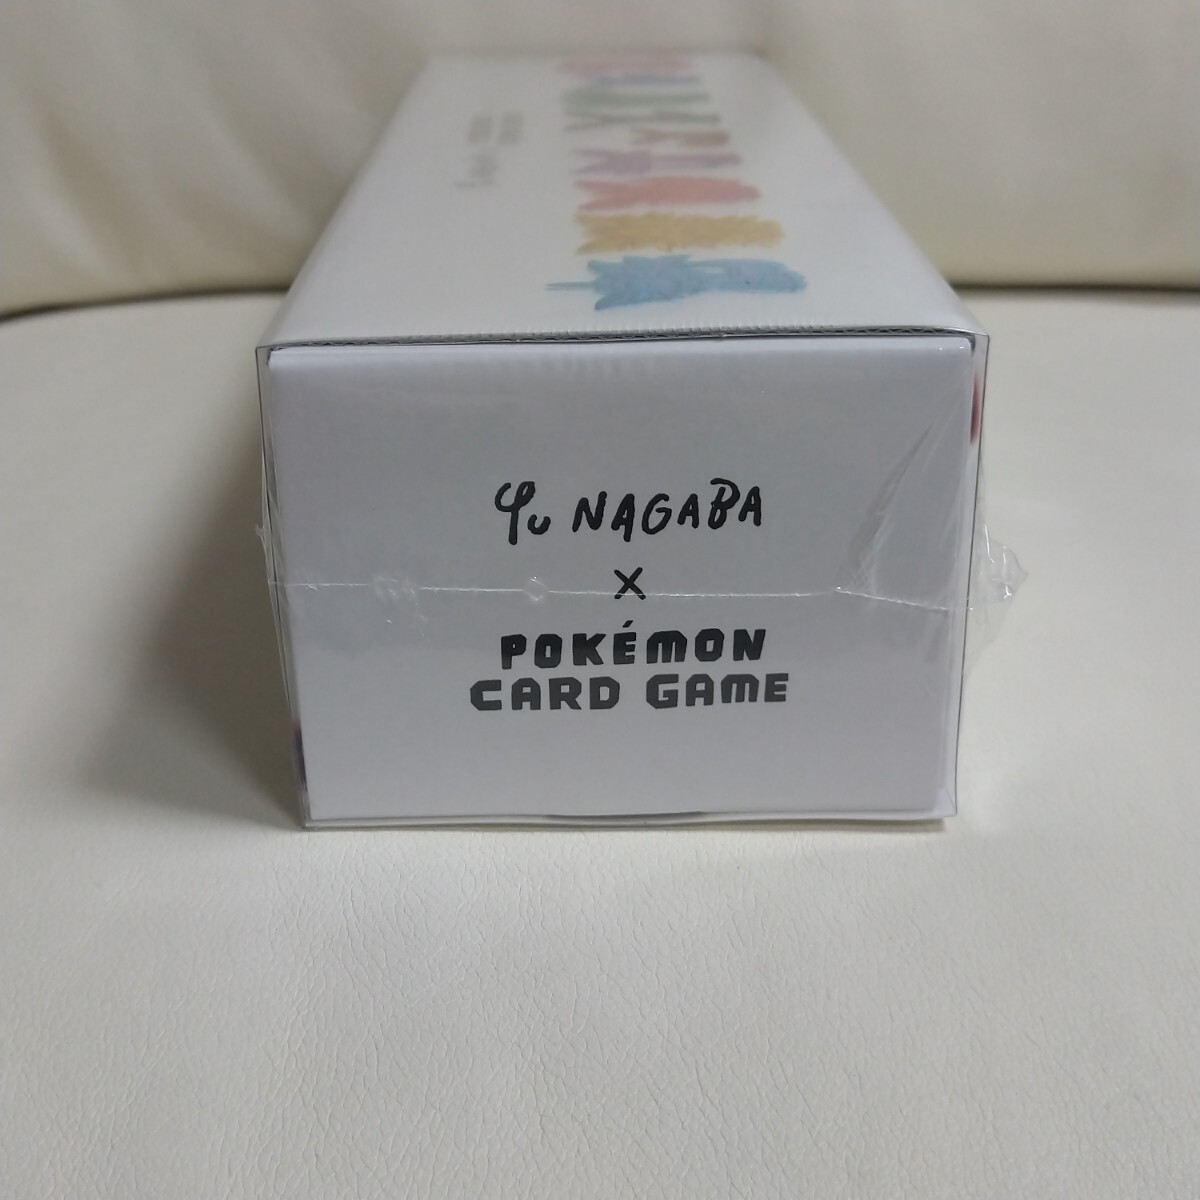 Yu NAGABA
×
POKÉMON
CARD GAME